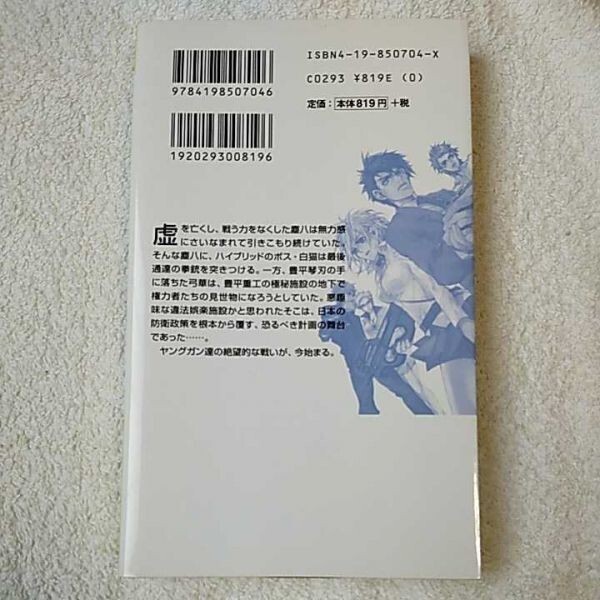 ISBN4-19-850704-X
C0293 ¥819E (0)
定価：本体819円 +税
9784198507046
1920293008196
虚を亡くし、戦う力をなくした塵八は無力感
にさいなまれて引きこもり続けていた。
そんな塵八に、ハイブリッドのボス・白猫は最後
通達の拳銃を突きつける。一方、豊平琴刃の手
に落ちた弓華は、豊平重工の極秘施設の地下で
権力者たちの見世物になろうとしていた。悪趣
味な違法娯楽施設かと思われたそこは、日本の
防衛政策を根本から覆す、恐るべき計画の舞台
であった……。
ヤングガン達の絶望的な戦いが、今始まる。